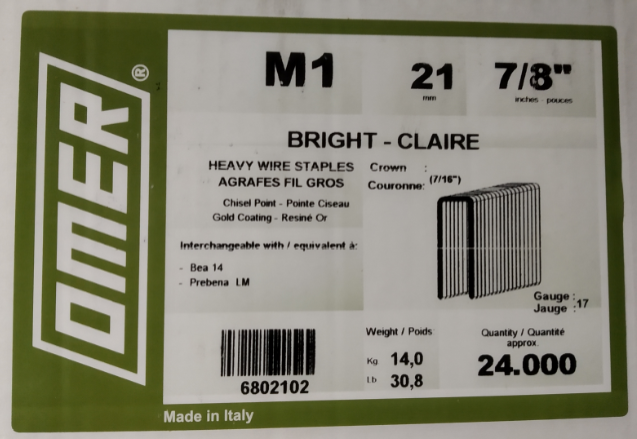 OMER®
M1
21
mm
7/8"
inches - pouces
BRIGHT - CLAIRE
HEAVY WIRE STAPLES
AGRAFES FIL GROS
Chisel Point - Pointe Ciseau
Gold Coating - Resiné Or
Crown :
Couronne: (7/16")
Interchangeable with / equivalent à:
- Bea 14
- Prebena LM
Gauge :
Jauge :17
6802102
Weight / Poids:
Kg 14,0
Lb 30,8
Quantity / Quantité
approx.
24.000
Made in Italy